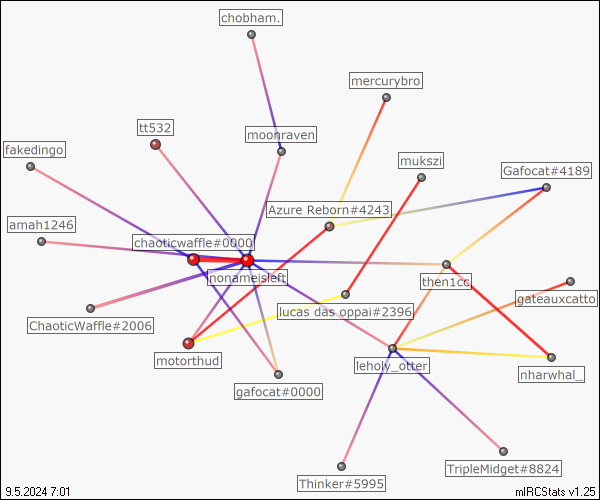 chobham.
mercurybro
tt532
moonraven
fakedingo
mukszi
Gafocat#4189
Azure Reborn#4243
amah1246
chaoticwaffle#0000
nonameisleft
then1cc
gateauxcatto
lucas das oppai#2396
ChaoticWaffle#2006
motorthud
leholy_otter
nharwhal_
gafocat#0000
TripleMidget#8824
Thinker#5995
9.5.2024 7:01
mIRCStats v1.25